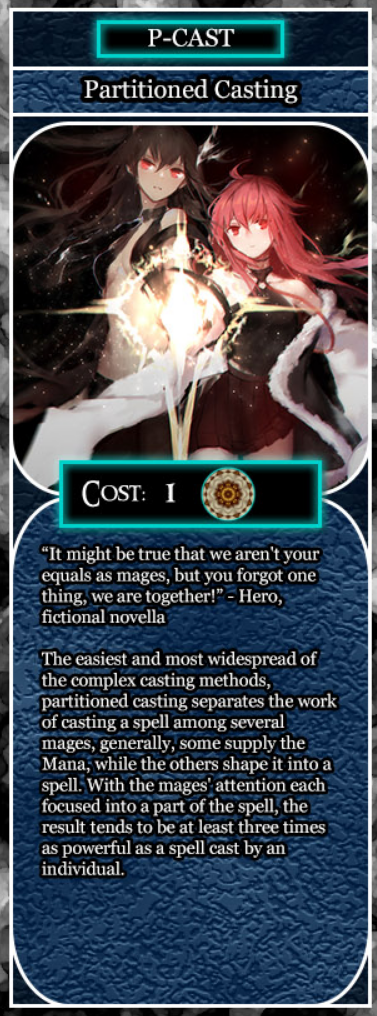 P-CAST
Partitioned Casting
COST: 1
“It might be true that we aren't your
equals as mages, but you forgot one
thing, we are together!” - Hero,
fictional novella
The easiest and most widespread of
the complex casting methods,
partitioned casting separates the work
of casting a spell among several
mages, generally, some supply the
Mana, while the others shape it into a
spell. With the mages' attention each
focused into a part of the spell, the
result tends to be at least three times
as powerful as a spell cast by an
individual.